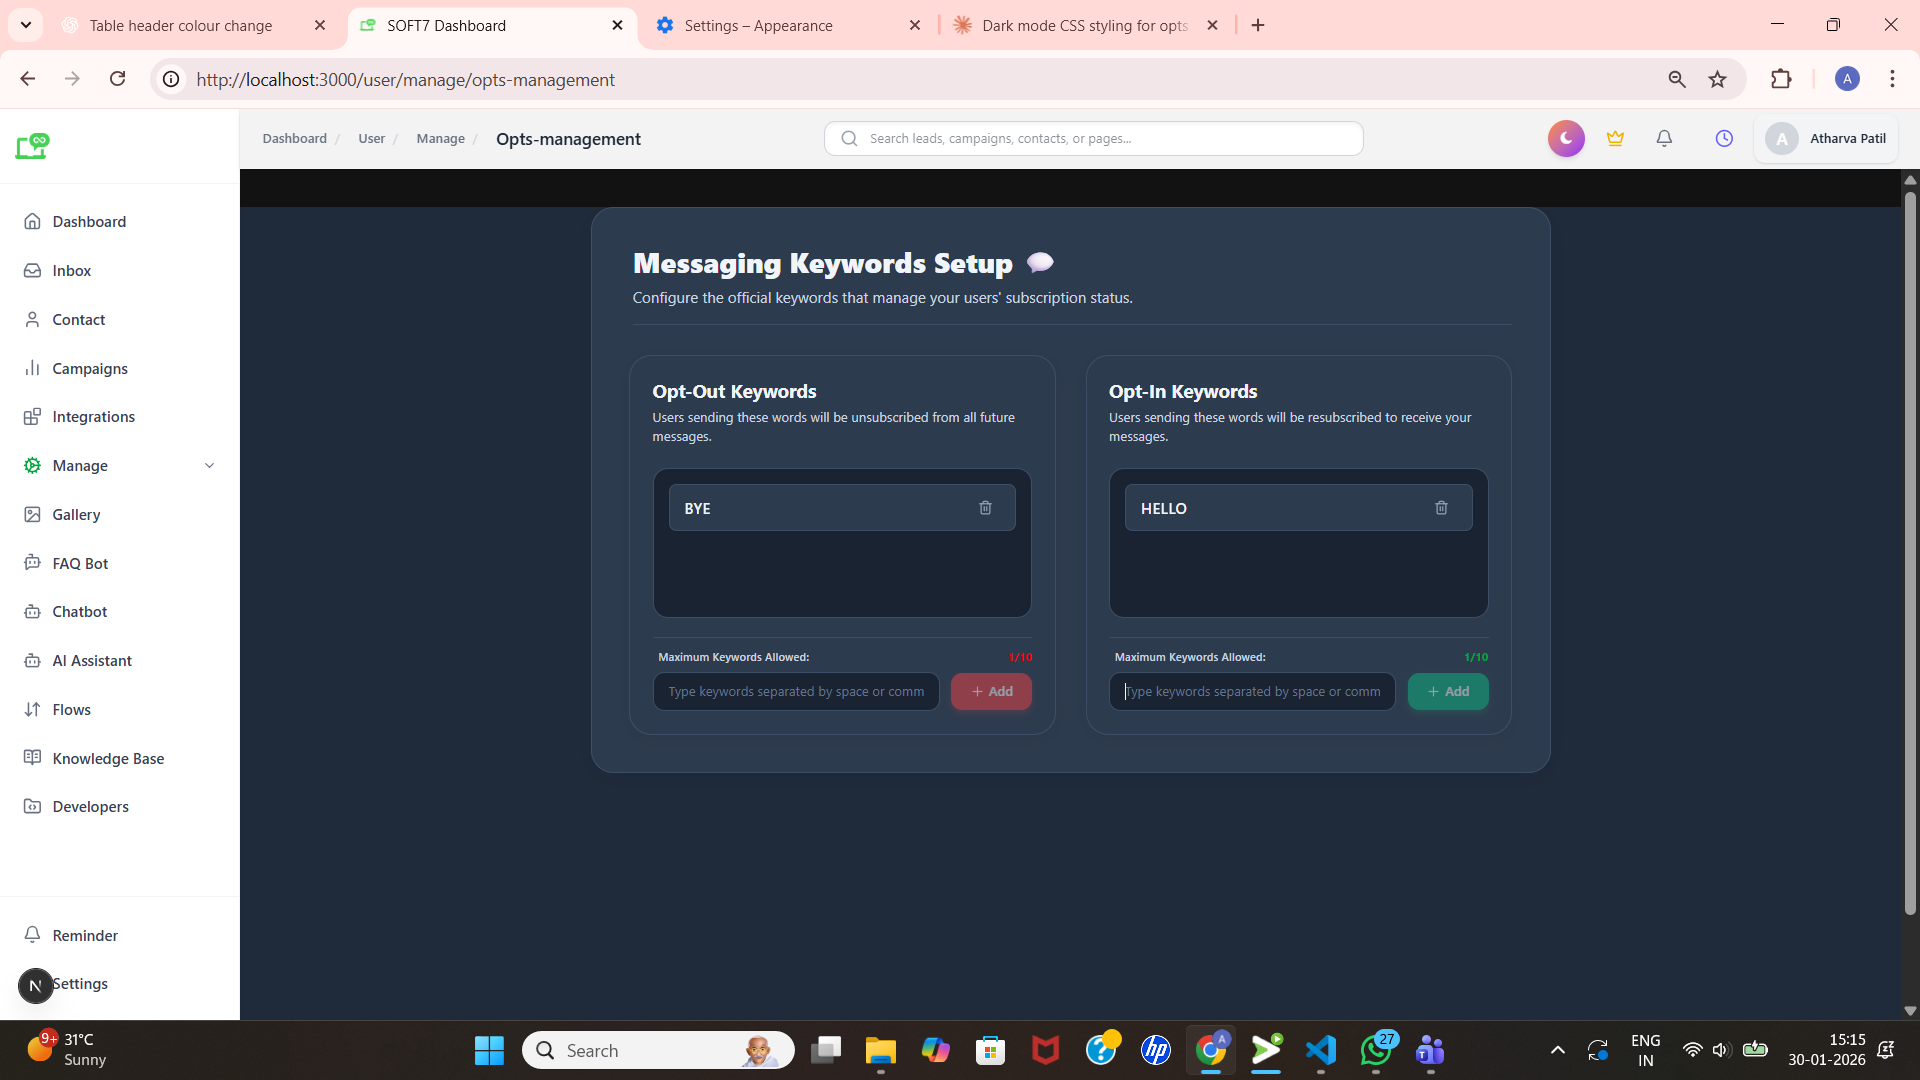 Table header colour change
SOFT7 Dashboard
Settings – Appearance
Dark mode CSS styling for opts
http://localhost:3000/user/manage/opts-management
A
Dashboard / User / Manage / Opts-management
Search leads, campaigns, contacts, or pages...
A
Atharva Patil
Dashboard
Inbox
Contact
Campaigns
Integrations
Manage
Gallery
FAQ Bot
Chatbot
AI Assistant
Flows
Knowledge Base
Developers
Reminder
N
Settings
Messaging Keywords Setup
Configure the official keywords that manage your users' subscription status.
Opt-Out Keywords
Users sending these words will be unsubscribed from all future
messages.
BYE
Maximum Keywords Allowed:
1/10
Type keywords separated by space or comm
+ Add
Opt-In Keywords
Users sending these words will be resubscribed to receive your
messages.
HELLO
Maximum Keywords Allowed:
1/10
Type keywords separated by space or comm
+ Add
9+
31°C
Sunny
Search
?
hp
A
27
T
ENG
IN
15:15
30-01-2026